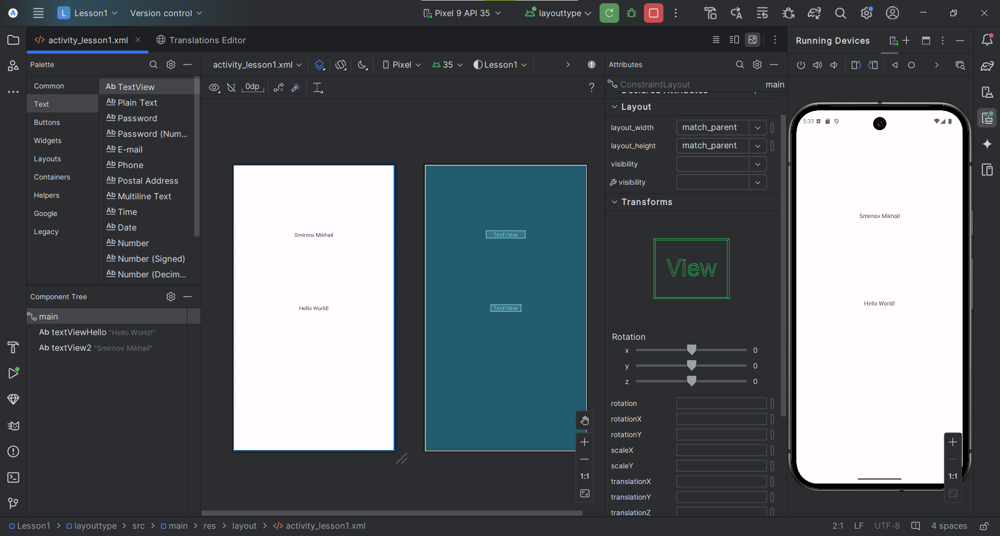 L Lesson1 Version control Pixel 9 API 35 layouttype
activity_lesson1.xml Translations Editor Running Devices
Palette
Common
Text
Buttons
Widgets
Layouts
Containers
Helpers
Google
Legacy
Ab TextView
Ab Plain Text
Ab Password
Ab Password (Num...
Ab E-mail
Ab Phone
Ab Postal Address
Ab Multiline Text
Ab Time
Ab Date
Ab Number
Ab Number (Signed)
Ab Number (Decim...
Component Tree
main
Ab textViewHello "Hello World!"
Ab textView2 "Smirnov Mikhail"
activity_lesson1.xml Pixel 35 Lesson1
0dp ?
Smirnov Mikhail
Hello World!
TextView
TextView
1:1
Attributes
ConstraintLayout main
Declared Attributes
Layout
layout_width match_parent
layout_height match_parent
visibility
visibility
Transforms
View
Rotation
x 0
y 0
z 0
rotation
rotationX
rotationY
scaleX
scaleY
translationX
translationY
translationZ
5:33
Smirnov Mikhail
Hello World!
1:1
Lesson1 > layouttype > src > main > res > layout > activity_lesson1.xml
2:1 LF UTF-8 4 spaces